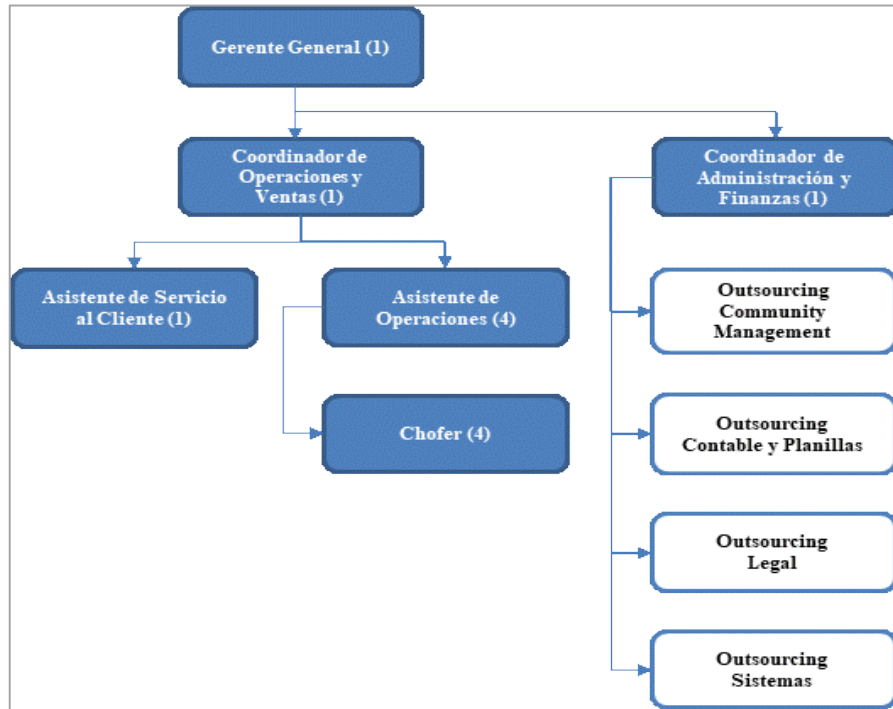 Gerente General (1)
Coordinador de
Operaciones y
Ventas (1)
Coordinador de
Administración y
Finanzas (1)
Asistente de Servicio
al Cliente (1)
Asistente de
Operaciones (4)
Chofer (4)
Outsourcing
Community
Management
Outsourcing
Contable y Planillas
Outsourcing
Legal
Outsourcing
Sistemas